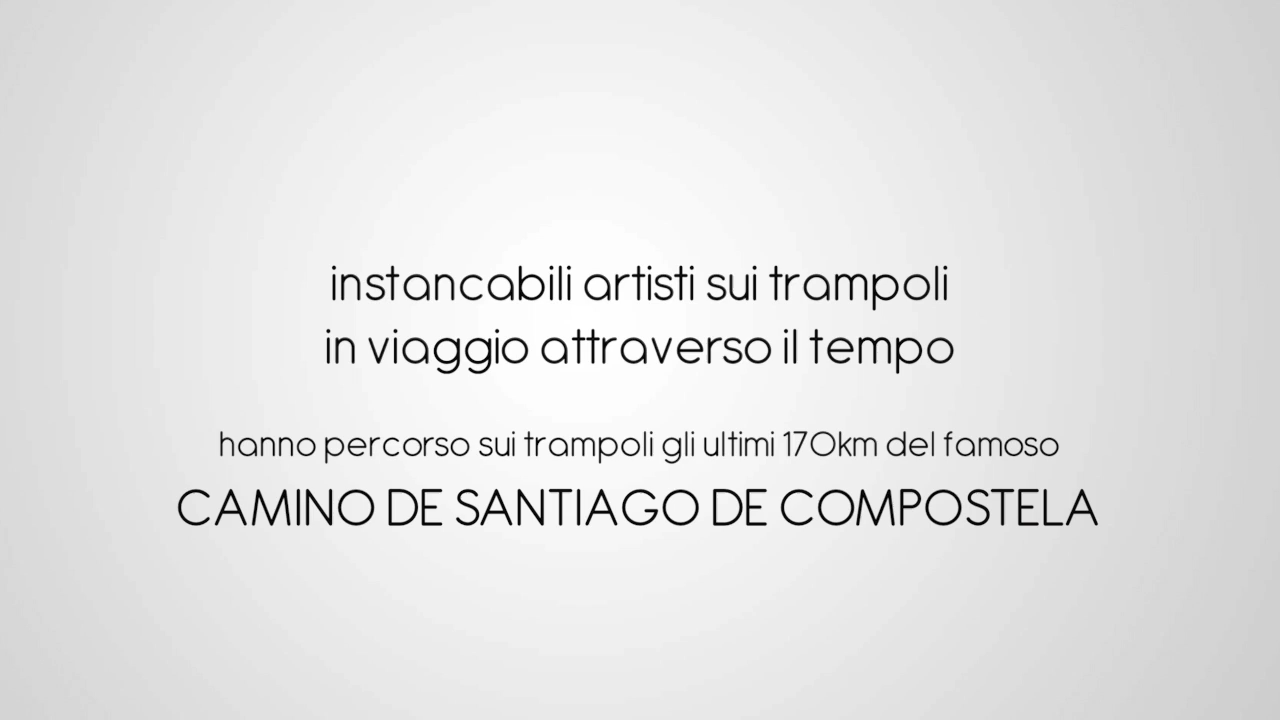 instancabili artisti sui trampoli
in viaggio attraverso il tempo
hanno percorso sui trampoli gli ultimi 170km del famoso
CAMINO DE SANTIAGO DE COMPOSTELA